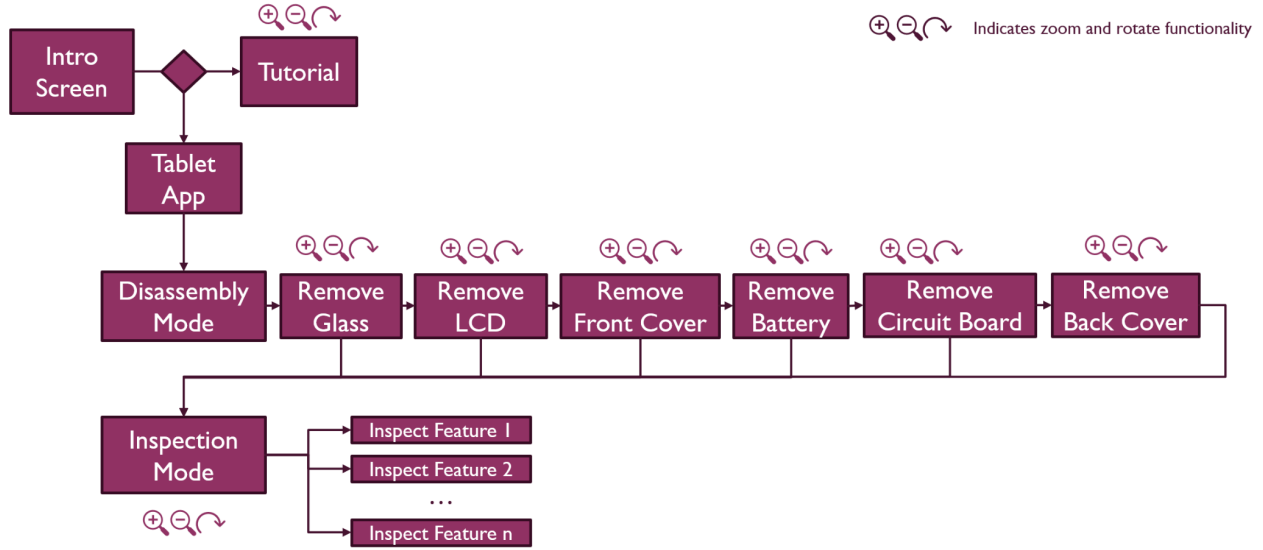 Indicates zoom and rotate functionality
Intro
Screen
Tutorial
Tablet
App
Disassembly
Mode
Remove
Glass
Remove
LCD
Remove
Front Cover
Remove
Battery
Remove
Circuit Board
Remove
Back Cover
Inspection
Mode
Inspect Feature 1
Inspect Feature 2
...
Inspect Feature n